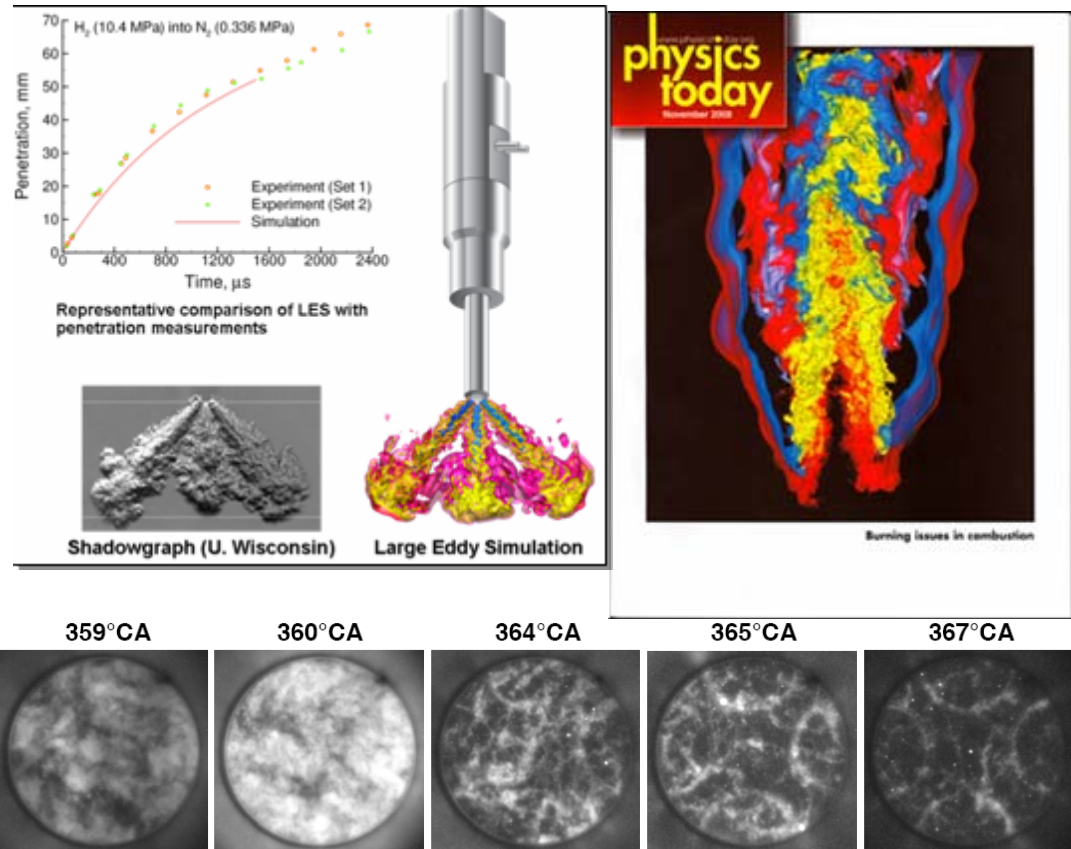 H₂ (10.4 MPa) into N₂ (0.336 MPa)
Penetration, mm
70
60
50
40
30
20
10
0
Experiment (Set 1)
Experiment (Set 2)
Simulation
0 400 800 1200 1600 2000 2400
Time, µs
Representative comparison of LES with
penetration measurements
Shadowgraph (U. Wisconsin)
Large Eddy Simulation
www.physicstoday.org
physics
today
November 2008
Burning issues in combustion
359°CA 360°CA 364°CA 365°CA 367°CA